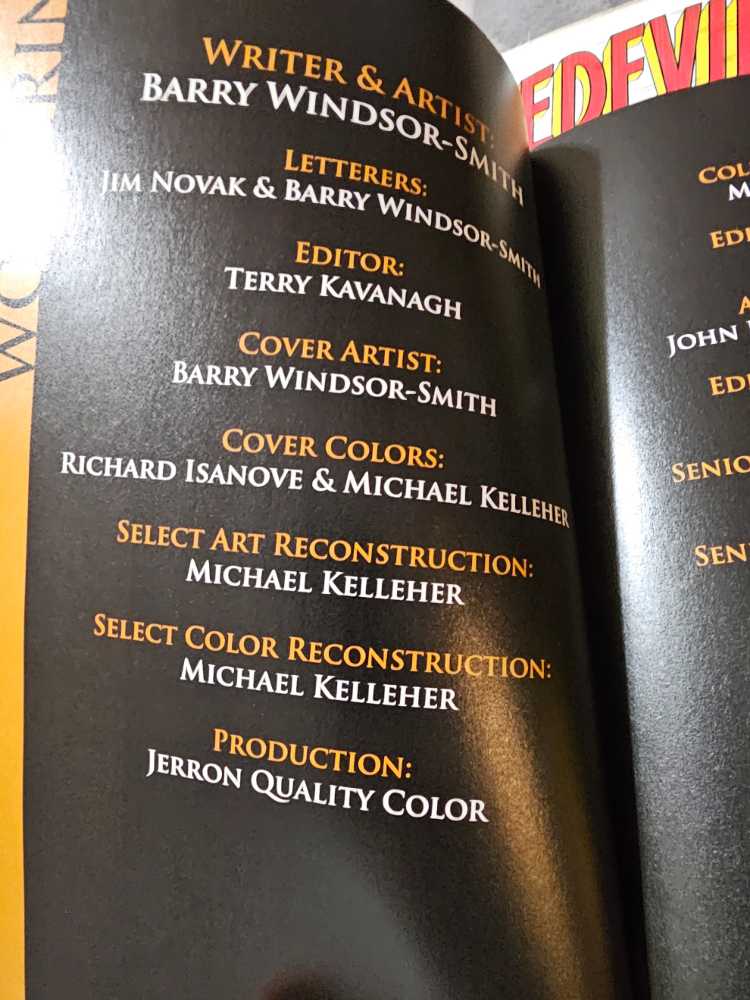 WRITER & ARTIST:
BARRY WINDSOR-SMITH
LETTERERS:
JIM NOVAK & BARRY WINDSOR-SMITH
EDITOR:
TERRY KAVANAGH
COVER ARTIST:
BARRY WINDSOR-SMITH
COVER COLORS:
RICHARD ISANOVE & MICHAEL KELLEHER
SELECT ART RECONSTRUCTION:
MICHAEL KELLEHER
SELECT COLOR RECONSTRUCTION:
MICHAEL KELLEHER
PRODUCTION:
JERRON QUALITY COLOR
JOHN